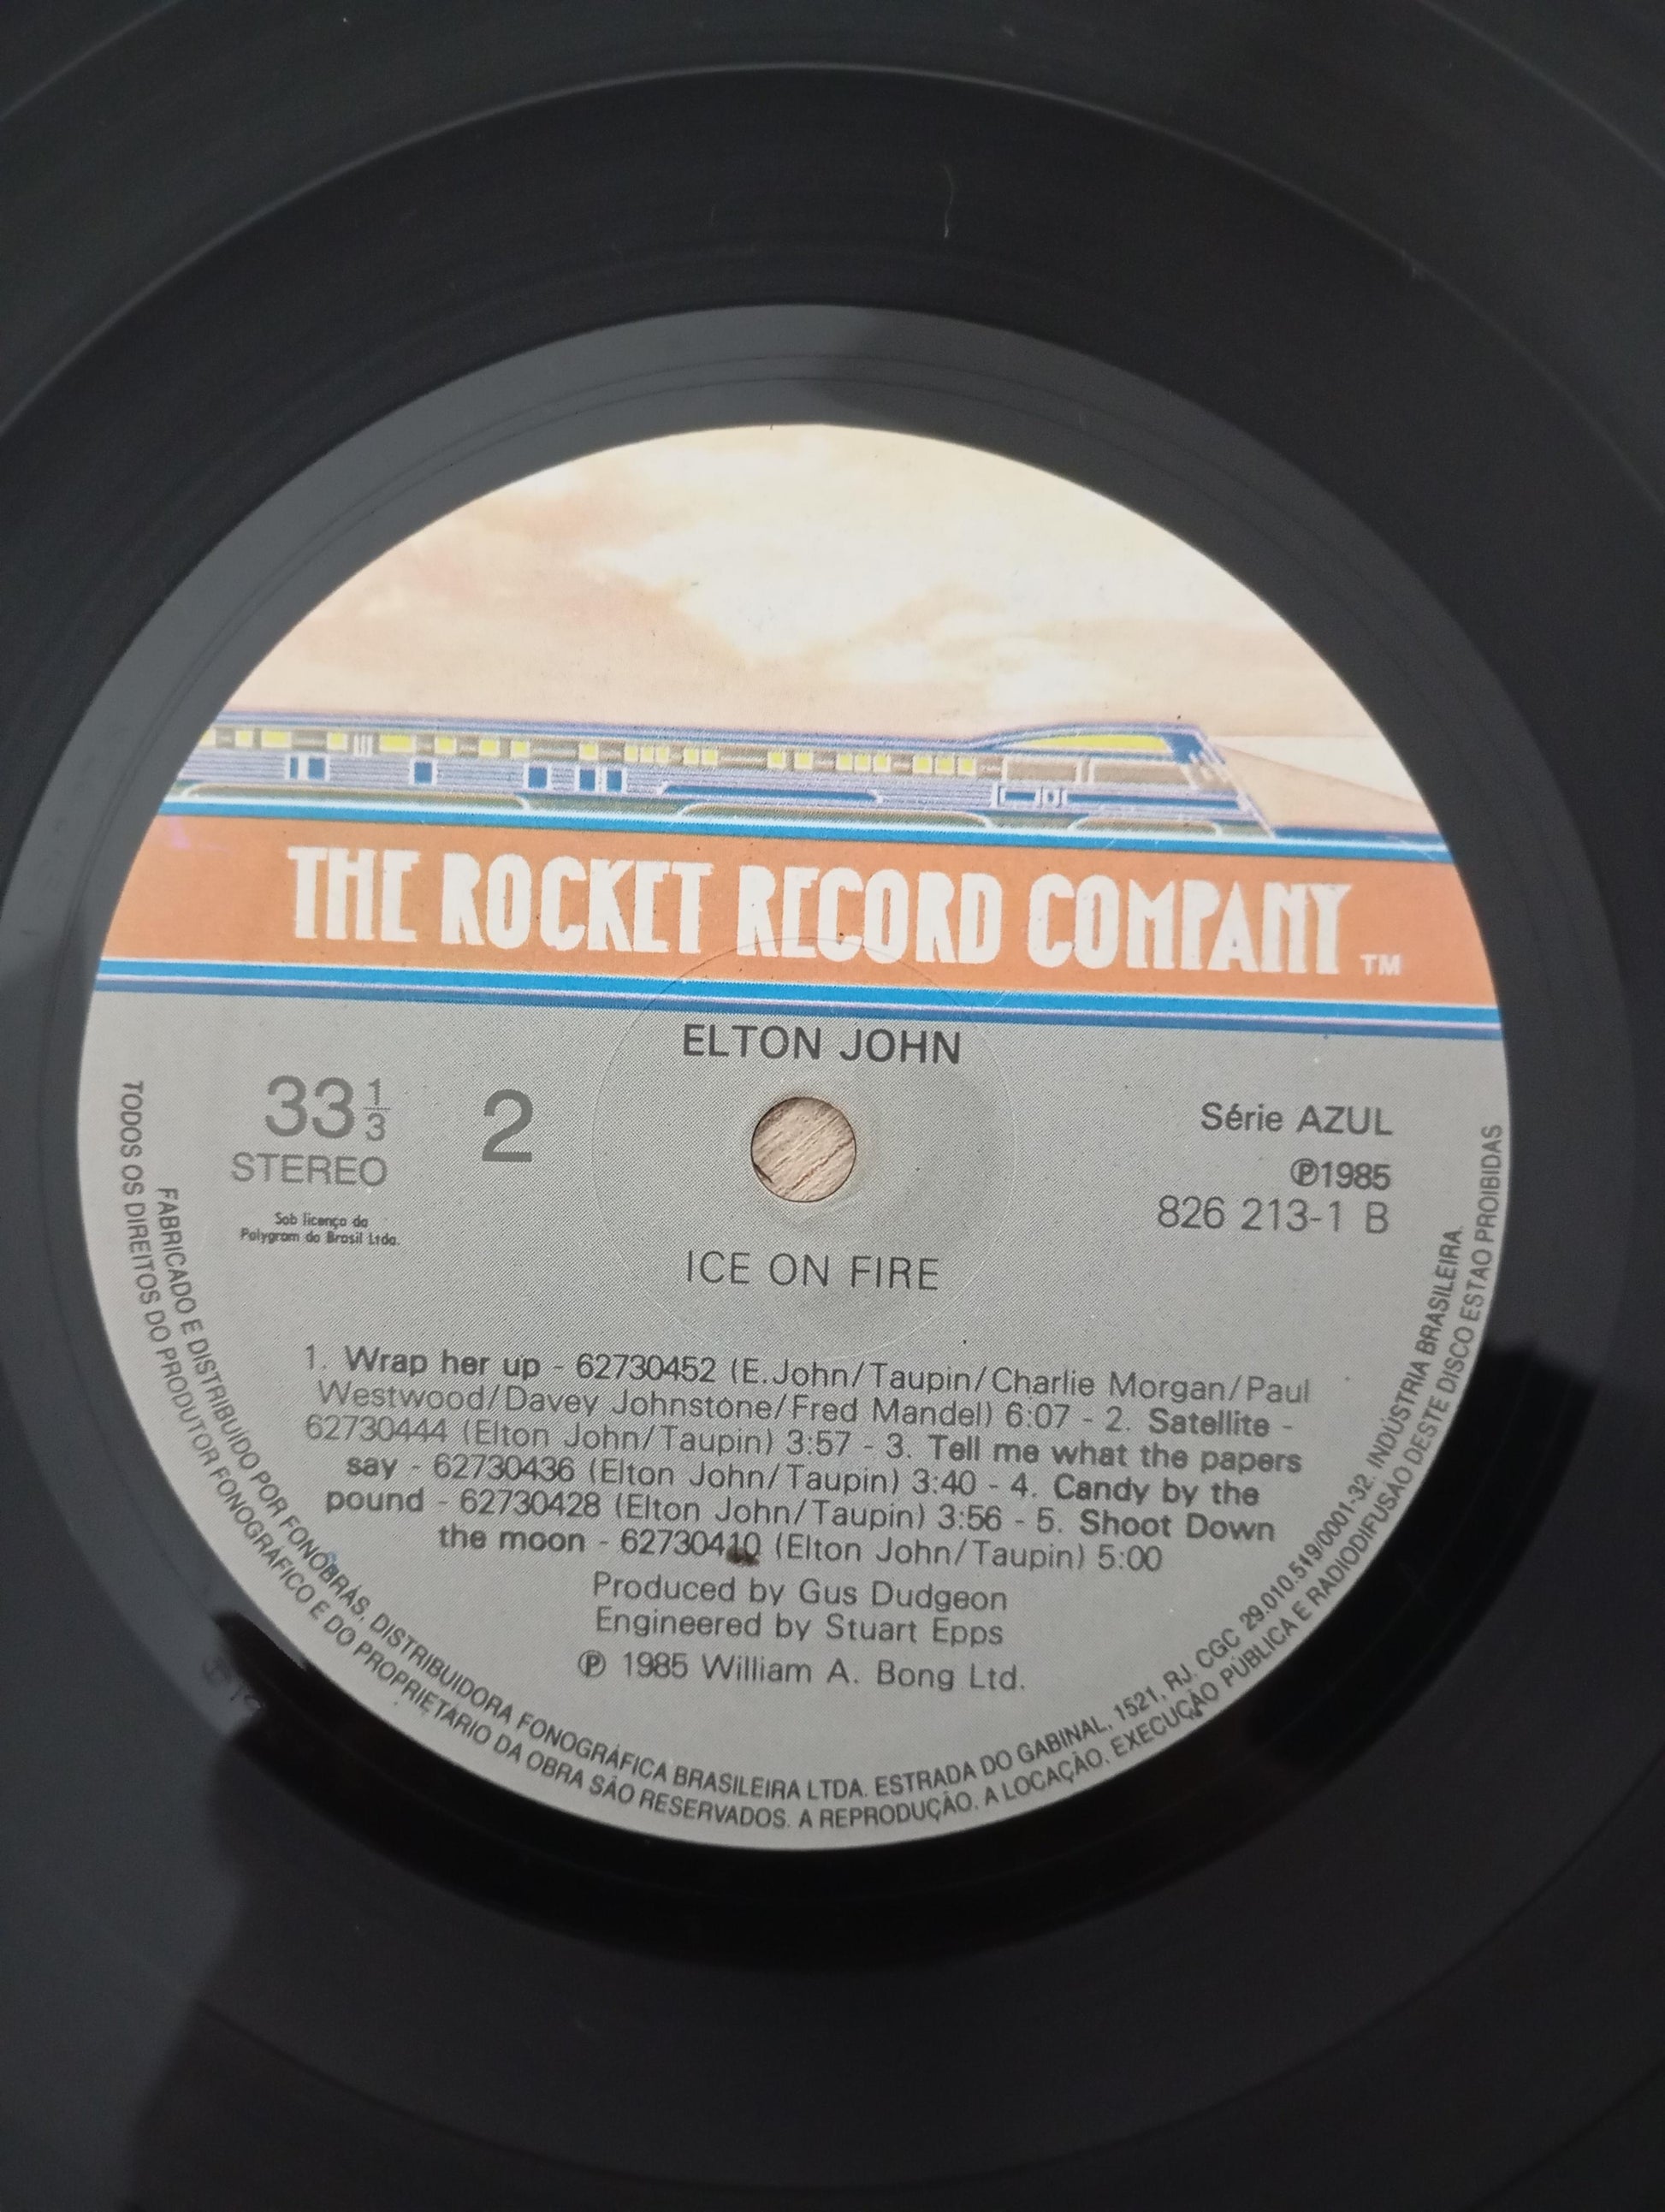 THE ROCKET RECORD COMPANY TM
ELTON JOHN
33 1/3
STEREO
2
Sob licença da
Polygram do Brasil Ltda.
Série AZUL
℗1985
826 213-1 B
ICE ON FIRE
1. Wrap her up - 62730452 (E.John/Taupin/Charlie Morgan/Paul
Westwood/Davey Johnstone/Fred Mandel) 6:07 - 2. Satellite -
62730444 (Elton John/Taupin) 3:57 - 3. Tell me what the papers
say - 62730436 (Elton John/Taupin) 3:40 - 4. Candy by the
pound - 62730428 (Elton John/Taupin) 3:56 - 5. Shoot Down
the moon - 62730410 (Elton John/Taupin) 5:00
Produced by Gus Dudgeon
Engineered by Stuart Epps
℗ 1985 William A. Bong Ltd.
FABRICADO E DISTRIBUÍDO POR FONOBRÁS, DISTRIBUIDORA FONOGRÁFICA BRASILEIRA LTDA. ESTRADA DO GABINAL, 1521, RJ. CGC 29.010.519/0001-32. INDÚSTRIA BRASILEIRA.
TODOS OS DIREITOS DO PRODUTOR FONOGRÁFICO E DO PROPRIETÁRIO DA OBRA SÃO RESERVADOS. A REPRODUÇÃO, A LOCAÇÃO, EXECUÇÃO PÚBLICA E RADIODIFUSÃO DESTE DISCO ESTÃO PROIBIDAS